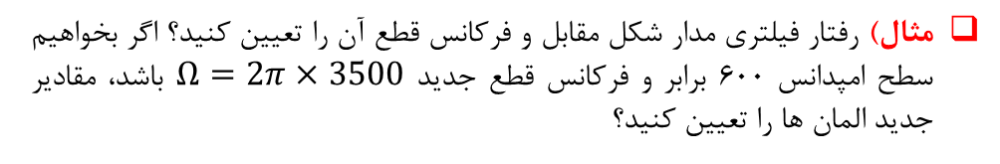 مثال) رفتار فیلتری مدار شکل مقابل و فرکانس قطع آن را تعیین کنید؟ اگر بخواهیم
سطح امپدانس ۶۰۰ برابر و فرکانس قطع جدید Ω = 2π × 3500 باشد، مقادیر
جدید المان ها را تعیین کنید؟